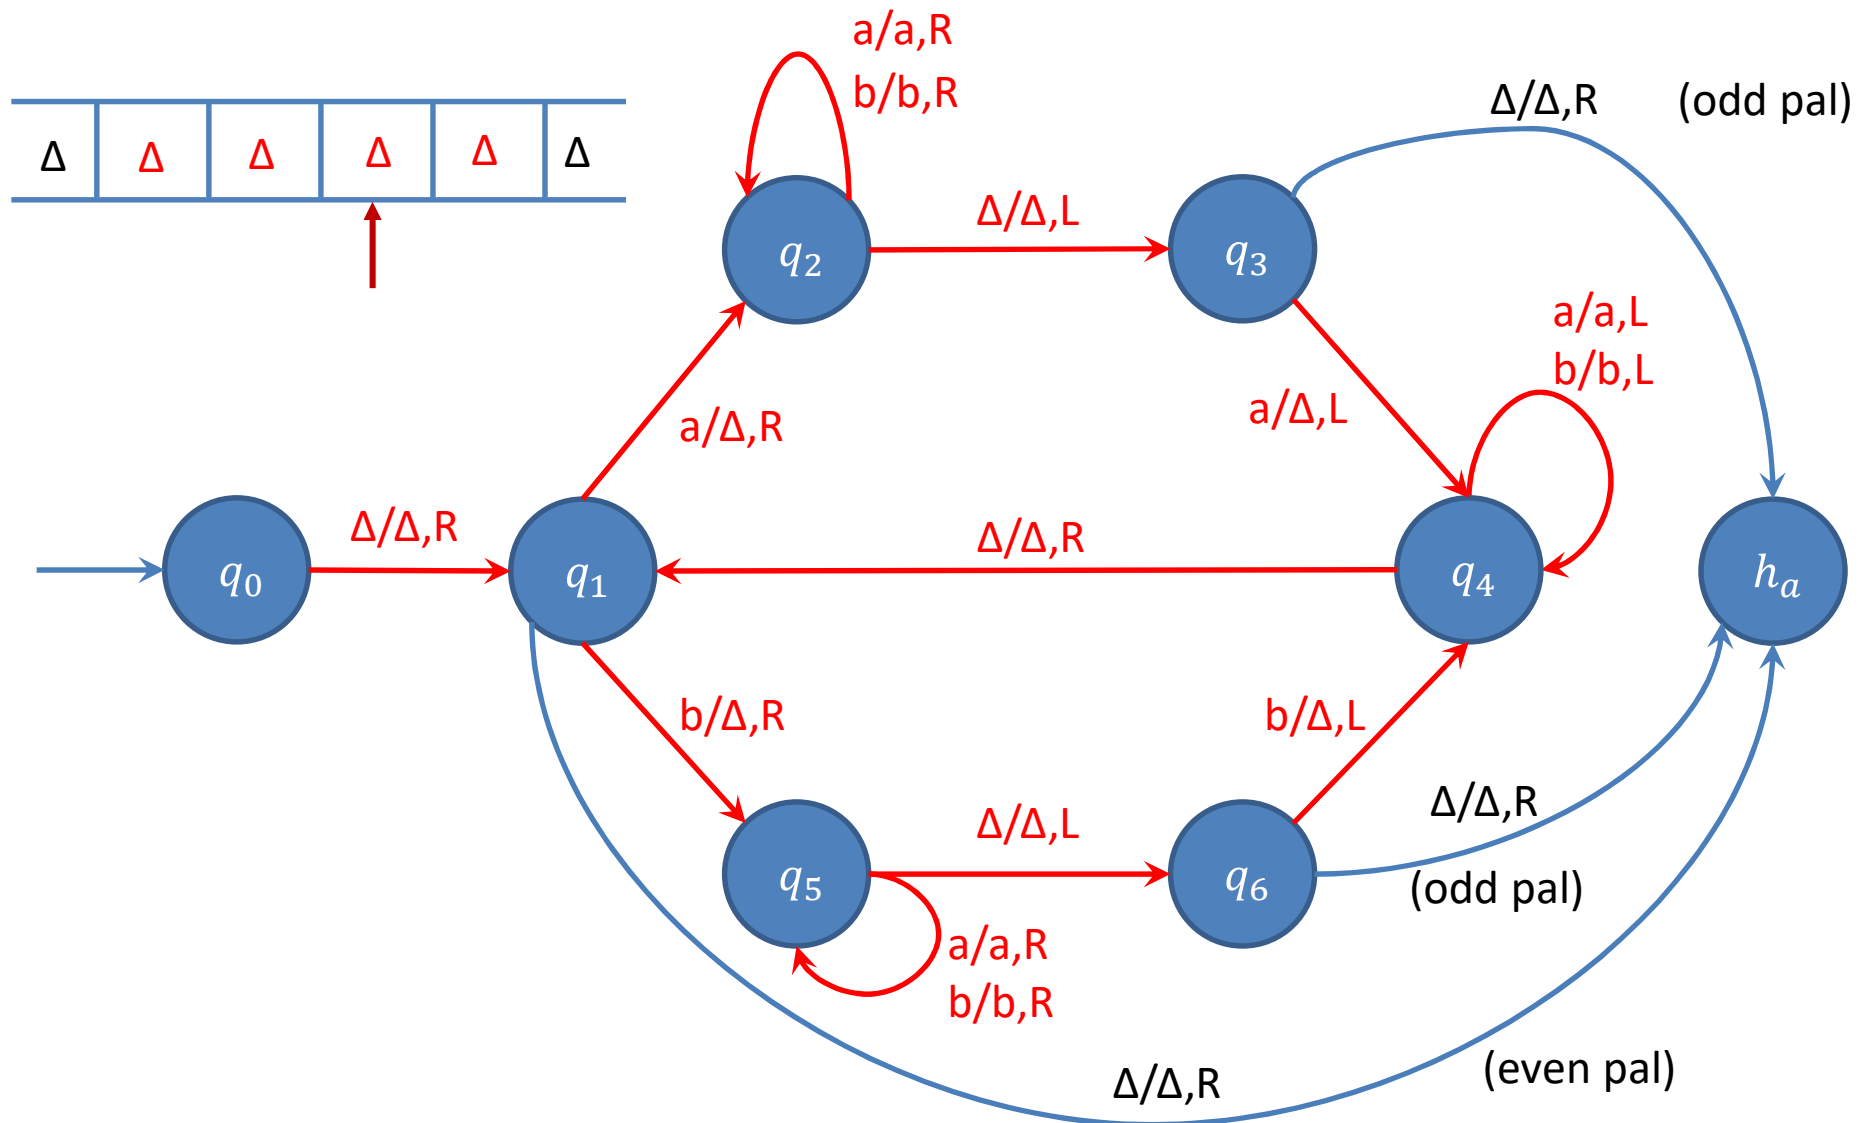 a/a,R
b/b,R
Δ/Δ,R (odd pal)
Δ Δ Δ Δ Δ Δ
Δ/Δ,L
q₂
q₃
a/a,L
b/b,L
a/Δ,R
a/Δ,L
Δ/Δ,R
Δ/Δ,R
q₀
q₁
q₄
hₐ
b/Δ,R
b/Δ,L
Δ/Δ,L
Δ/Δ,R
q₅
q₆
(odd pal)
a/a,R
b/b,R
(even pal)
Δ/Δ,R